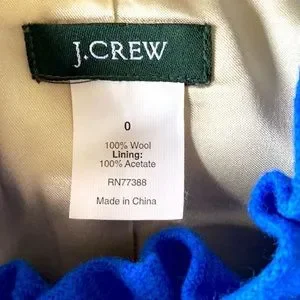 J.CREW
0
100% Wool
Lining:
100% Acetate
RN77388
Made in China